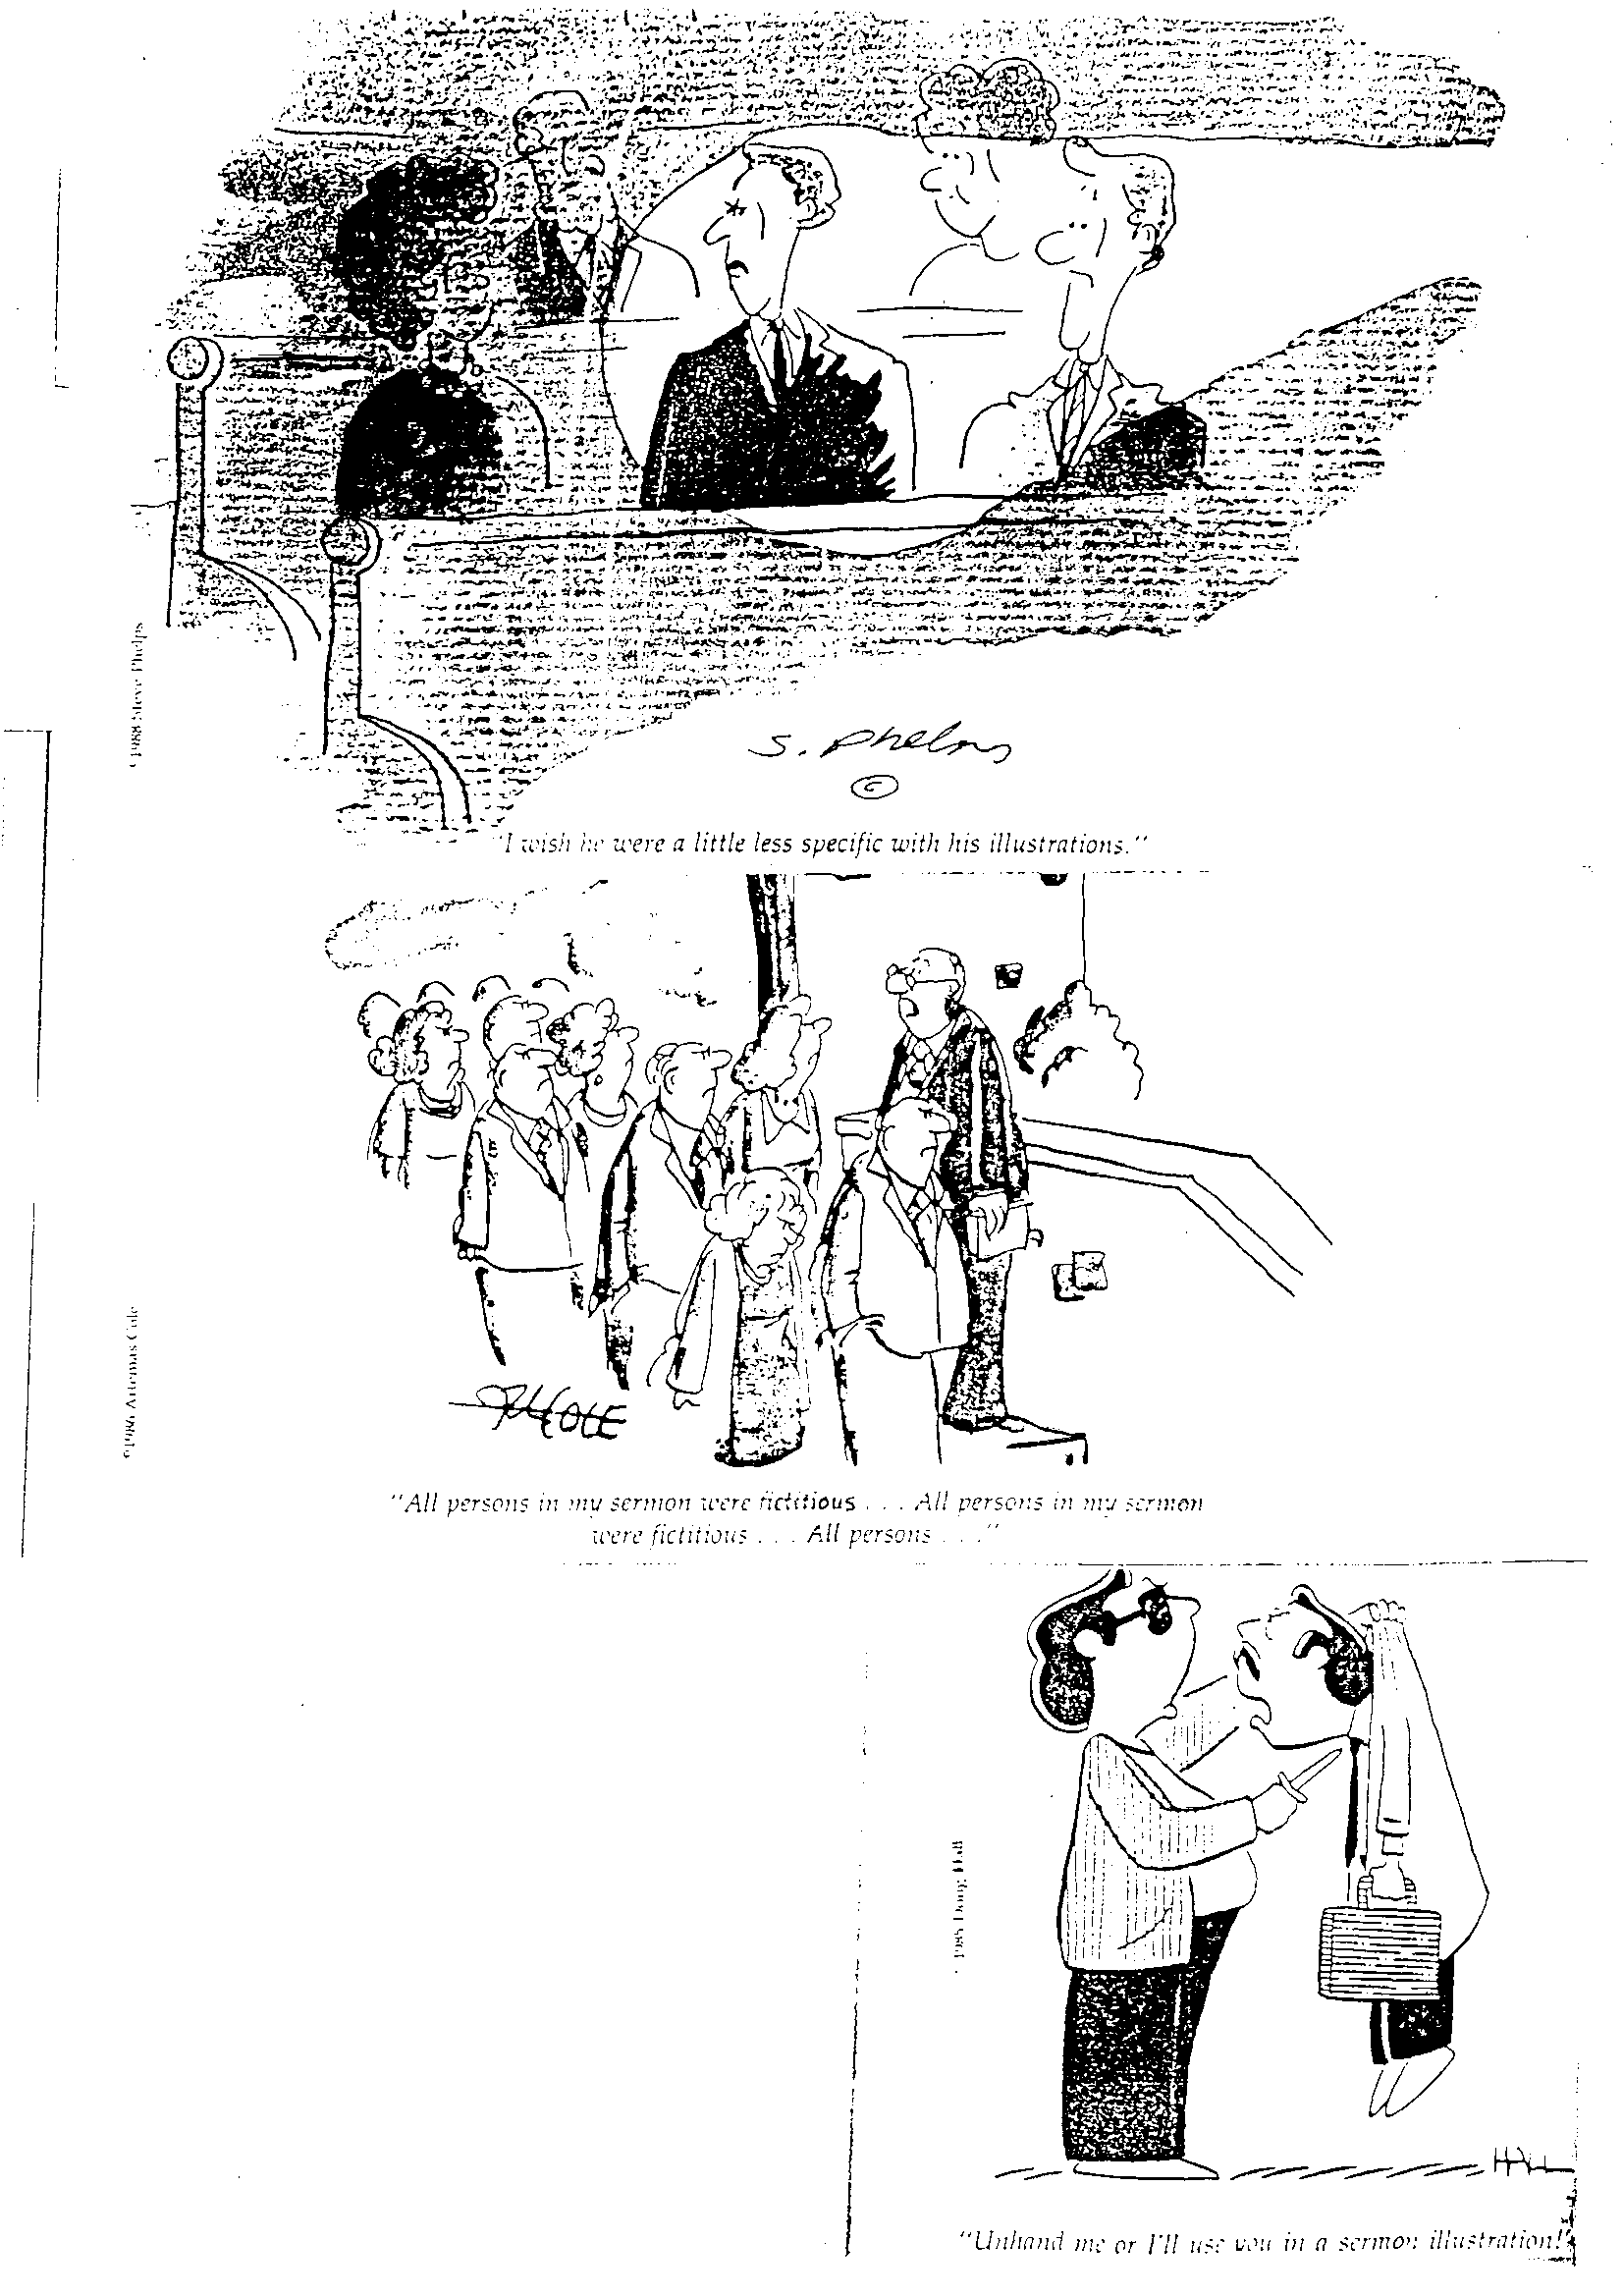 ©1988 Steve Phelps
S. Phelps
©
"I wish he were a little less specific with his illustrations."
©1986 Artemas Cole
COLE
"All persons in my sermon were fictitious . . . All persons in my sermon
were fictitious . . . All persons . . ."
1985 Doug Hall
HALL
"Unhand me or I'll use you in a sermon illustration!"